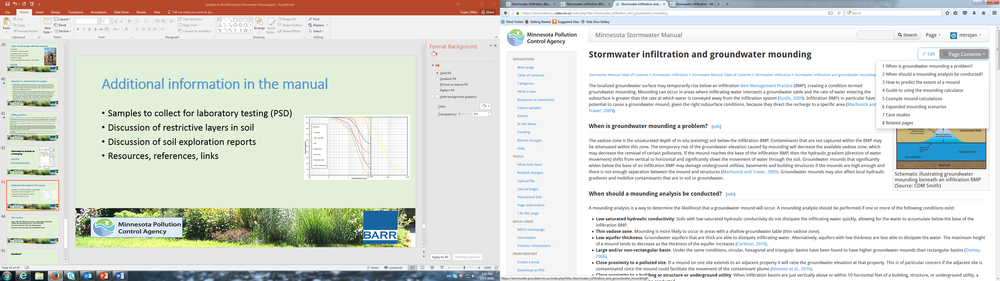 Updates to the Minnesota Stormwater Manual.pptx - PowerPoint
File Home Insert Design Transitions Animations Slide Show Review View Tell me what you want to do... Trojan, Mike Share
Paste
Cut
Copy
Format Painter
Clipboard
New Slide
Layout
Reset
Section
Slides
32
Font
Text Direction
Align Text
Convert to SmartArt
Paragraph
Arrange
Quick Styles
Shape Fill
Shape Outline
Shape Effects
Drawing
Find
Replace
Select
Editing
39
Types of soil sample collection methods
40
Disturbed vs. Undisturbed soil samples
41
Drilling guidance
42
Information to include on a boring log
43
Additional information in the manual
44
Case studies
45
Questions?
Additional information in the manual
• Samples to collect for laboratory testing (PSD)
• Discussion of restrictive layers in soil
• Discussion of soil exploration reports
• Resources, references, links
Minnesota Pollution
Control Agency
BARR
Format Background
Fill
Solid fill
Gradient fill
Picture or texture fill
Pattern fill
Hide background graphics
Color
Transparency 0%
Apply to All Reset Background
Slide 43 of 47
Notes Comments 103%
3:41 PM
12/5/2016
Stormwater infiltration Bes... Stormwater infiltration BM... Stormwater infiltration and... Stormwater infiltration - M...
https://stormwater.pca.state.mn.us/index.php?title=Stormwater_infiltration_and_groundwater_mounding
Search
Most Visited Getting Started Suggested Sites Web Slice Gallery
Minnesota Pollution
Control Agency
Minnesota Stormwater Manual
Search Page mtrojan
NAVIGATION
Main page
Table of contents
Categories
What's new
Response to comments
Future updates
Events
In the News
Funding
Recent changes
Help
TOOLS
What links here
Related changes
Upload file
Special pages
Permanent link
Page information
Cite this page
MPCA LINKS
MPCA Homepage
Stormwater
Policies / Disclaimers
PRINT/EXPORT
Create a book
Download as PDF
Stormwater infiltration and groundwater mounding
Edit Page Contents
1 When is groundwater mounding a problem?
2 When should a mounding analysis be conducted?
3 How to predict the extent of a mound
4 Guide to using the mounding calculator
5 Example mound calculations
6 Expanded mounding scenarios
7 Case studies
8 Related pages
Stormwater Manual Table of Contents > Stormwater infiltration > Stormwater Manual Table of Contents > Stormwater infiltration > Stormwater infiltration and groundwater mounding
The localized groundwater surface may temporarily rise below an infiltration Best Management Practice (BMP), creating a condition termed
groundwater mounding. Mounding can occur in areas where infiltrating water intersects a groundwater table and the rate of water entering the
subsurface is greater than the rate at which water is conveyed away from the infiltration system (Susilo, 2009). Infiltration BMPs in particular have
potential to cause a groundwater mound, given the right subsurface conditions, because they direct the recharge to a specific area (Machusick and
Traver, 2009).
When is groundwater mounding a problem? [edit]
The vadose zone is the unsaturated depth of in-situ (existing) soil below the infiltration BMP. Contaminants that are not captured within the BMP may
be attenuated within this zone. The temporary rise of the groundwater elevation caused by mounding will decrease the available vadose zone, which
may decrease the removal of certain pollutants. If the mound reaches the base of the infiltration BMP, then the hydraulic gradient (direction of water
movement) shifts from vertical to horizontal and significantly slows the movement of water through the soil. Groundwater mounds that significantly
widen below the base of an infiltration BMP may damage underground utilities, basements and building structures if the mounds are high enough and
there is not enough separation between the mound and structures (Machusick and Traver, 2009). Groundwater mounds may also affect local hydraulic
gradients and mobilize contaminants that are in soil or groundwater.
Unsaturated Soils
Maximum height of
groundwater mound
Saturated Soil
Groundwater
Bedrock
Schematic illustrating groundwater
mounding beneath an infiltration BMP
(Source: CDM Smith)
When should a mounding analysis be conducted? [edit]
A mounding analysis is a way to determine the likelihood that a groundwater mound will occur. A mounding analysis should be performed if one or more of the following conditions exist:
• Low saturated hydraulic conductivity. Soils with low saturated hydraulic conductivity do not dissipate the infiltrating water quickly, allowing for the water to accumulate below the base of the
infiltration BMP.
• Thin vadose zone. Mounding is more likely to occur in areas with a shallow groundwater table (thin vadose zone).
• Low aquifer thickness. Groundwater aquifers that are thick are able to dissipate infiltrating water. Alternatively, aquifers with low thickness are less able to dissipate the water. The maximum height
of a mound tends to decrease as the thickness of the aquifer increases (Carleton, 2010).
• Large and/or non-rectangular basin. Under the same conditions, circular, hexagonal and triangular basins have been found to have higher groundwater mounds than rectangular basins (Domey,
2006).
• Close proximity to a polluted site. If a mound on one site extends to an adjacent property it will raise the groundwater elevation at that property. This is of particular concern if the adjacent site is
contaminated since the mound could facilitate the movement of the contaminant plume (Nimmer et al., 2010).
• Close proximity to a building or structure or underground utility. When infiltration basins are just vertically above or within 10 horizontal feet of a building, structure, or underground utility, a
https://stormwater.pca.state.mn.us/index.php?title=Stormwater_infiltration_and_groundwater_mounding#